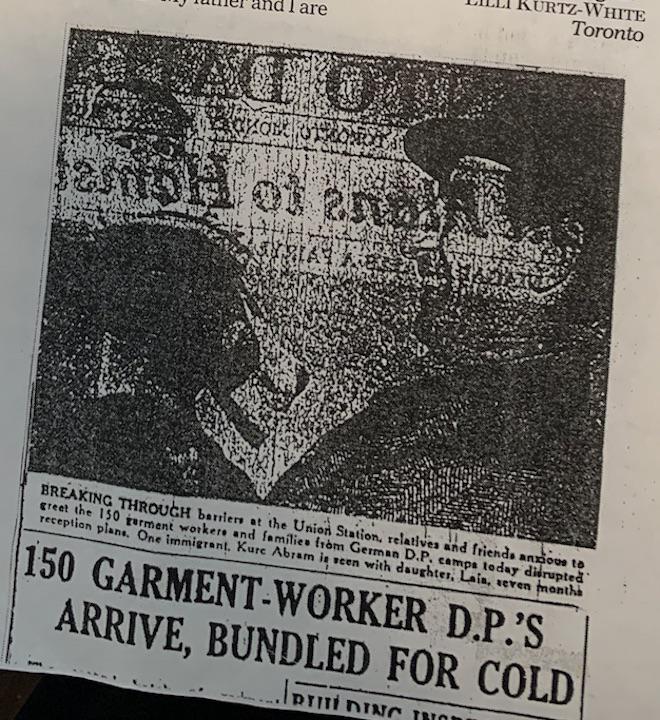 My father and I are
LILLI KURTZ-WHITE
Toronto
BREAKING THROUGH barriers at the Union Station, relatives and friends anxious to
greet the 150 garment workers and families from German D.P. camps today disrupted
reception plans. One immigrant, Kurc Abram is seen with daughter, Laia, seven months
150 GARMENT-WORKER D.P.'S
ARRIVE, BUNDLED FOR COLD
BUILDING